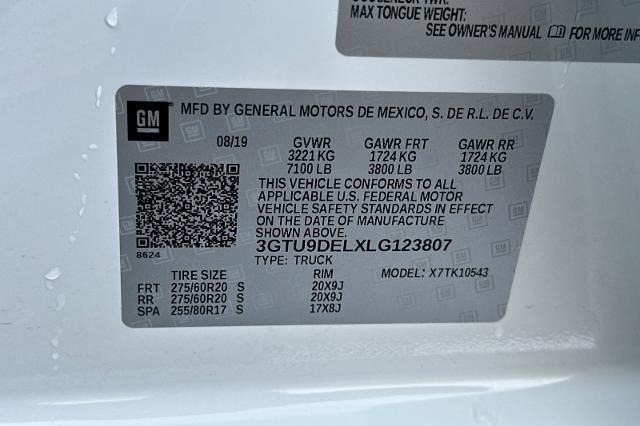 MAX TONGUE WEIGHT:
SEE OWNER'S MANUAL FOR MORE INF
GM
MFD BY GENERAL MOTORS DE MEXICO, S. DE R.L. DE C.V.
08/19 GVWR GAWR FRT GAWR RR
3221 KG 1724 KG 1724 KG
7100 LB 3800 LB 3800 LB
THIS VEHICLE CONFORMS TO ALL
APPLICABLE U.S. FEDERAL MOTOR
VEHICLE SAFETY STANDARDS IN EFFECT
ON THE DATE OF MANUFACTURE
SHOWN ABOVE.
3GTU9DELXLG123807
8624
TYPE: TRUCK MODEL: X7TK10543
TIRE SIZE RIM
FRT 275/60R20 S 20X9J
RR 275/60R20 S 20X9J
SPA 255/80R17 S 17X8J